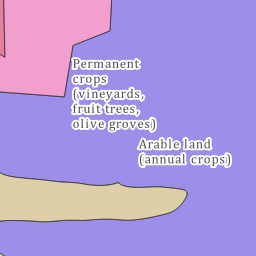 Permanent
crops
(vineyards,
fruit trees,
olive groves)
Arable land
(annual crops)